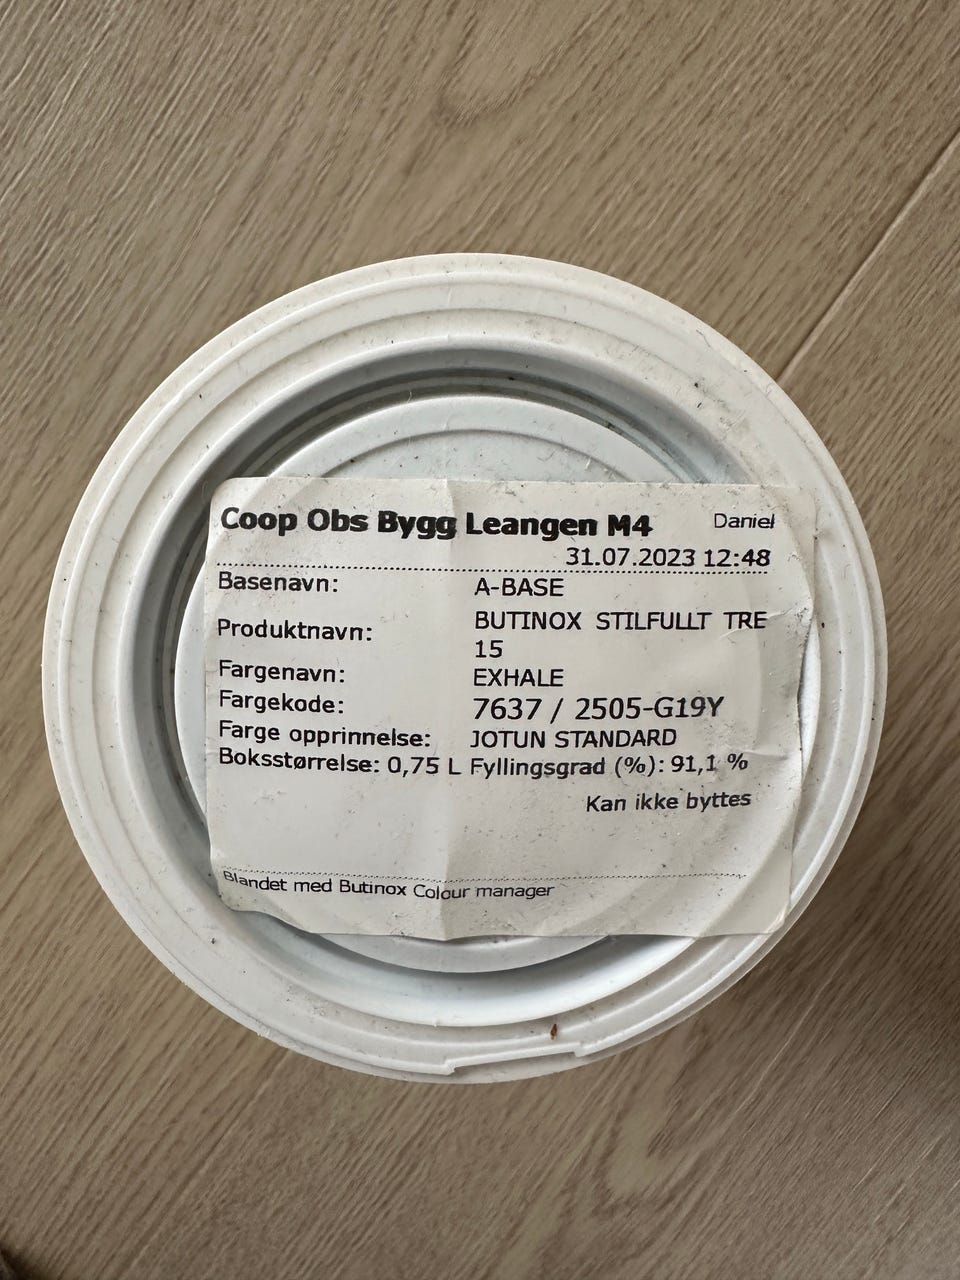 Coop Obs Bygg Leangen M4 Daniel
31.07.2023 12:48
Basenavn: A-BASE
Produktnavn: BUTINOX STILFULLT TRE
15
Fargenavn: EXHALE
Fargekode: 7637 / 2505-G19Y
Farge opprinnelse: JOTUN STANDARD
Boksstørrelse: 0,75 L Fyllingsgrad (%): 91,1 %
Kan ikke byttes
Blandet med Butinox Colour manager